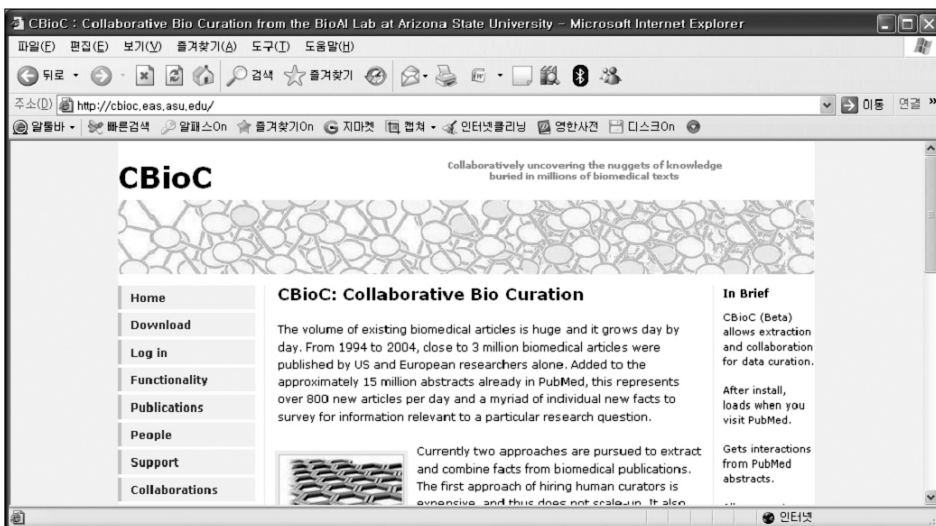 CBioC : Collaborative Bio Curation from the BioAI Lab at Arizona State University - Microsoft Internet Explorer
파일(F) 편집(E) 보기(V) 즐겨찾기(A) 도구(T) 도움말(H)
뒤로 검색 즐겨찾기
주소(D) http://cbioc.eas.asu.edu/ 이동 연결 »
알툴바 빠른검색 알패스On 즐겨찾기On 지마켓 캡쳐 인터넷클리닝 영한사전 디스크On
CBioC
Collaboratively uncovering the nuggets of knowledge
buried in millions of biomedical texts
Home
Download
Log in
Functionality
Publications
People
Support
Collaborations
CBioC: Collaborative Bio Curation
The volume of existing biomedical articles is huge and it grows day by
day. From 1994 to 2004, close to 3 million biomedical articles were
published by US and European researchers alone. Added to the
approximately 15 million abstracts already in PubMed, this represents
over 800 new articles per day and a myriad of individual new facts to
survey for information relevant to a particular research question.
Currently two approaches are pursued to extract
and combine facts from biomedical publications.
The first approach of hiring human curators is
expensive, and thus does not scale-up. It also
In Brief
CBioC (Beta)
allows extraction
and collaboration
for data curation.
After install,
loads when you
visit PubMed.
Gets interactions
from PubMed
abstracts.
인터넷